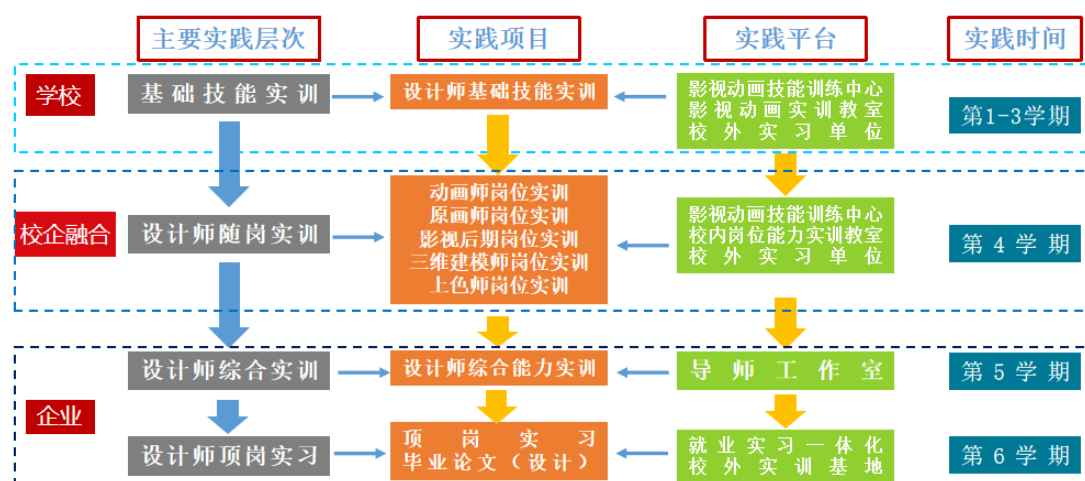 主要实践层次
实践项目
实践平台
实践时间
学校
基础技能实训
设计师基础技能实训
影视动画技能训练中心
影视动画实训教室
校外实习单位
第1-3学期
校企融合
设计师随岗实训
动画师岗位实训
原画师岗位实训
影视后期岗位实训
三维建模师岗位实训
上色师岗位实训
影视动画技能训练中心
校内岗位能力实训教室
校外实习单位
第4学期
企业
设计师综合实训
设计师综合能力实训
导师工作室
第5学期
设计师顶岗实习
顶岗实习
毕业论文（设计）
就业实习一体化
校外实训基地
第6学期